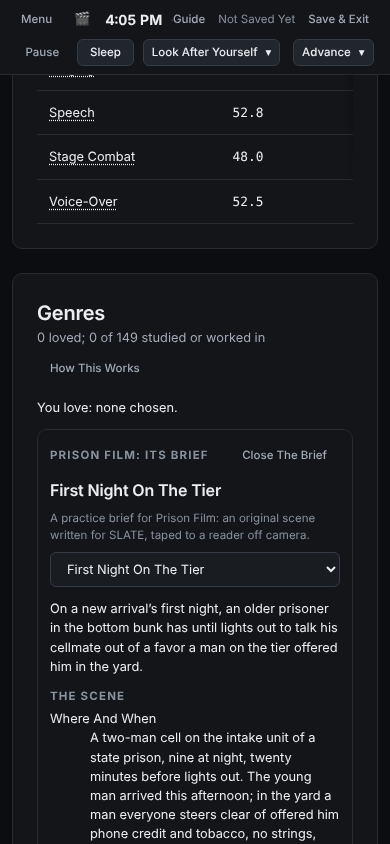 Menu 🎬 4:05 PM Guide Not Saved Yet Save & Exit
Pause Sleep Look After Yourself ▾ Advance ▾
Speech 52.8
Stage Combat 48.0
Voice-Over 52.5
Genres
0 loved; 0 of 149 studied or worked in
How This Works
You love: none chosen.
PRISON FILM: ITS BRIEF Close The Brief
First Night On The Tier
A practice brief for Prison Film: an original scene
written for SLATE, taped to a reader off camera.
First Night On The Tier
On a new arrival’s first night, an older prisoner
in the bottom bunk has until lights out to talk his
cellmate out of a favor a man on the tier offered
him in the yard.
THE SCENE
Where And When
A two-man cell on the intake unit of a
state prison, nine at night, twenty
minutes before lights out. The young
man arrived this afternoon; in the yard a
man everyone steers clear of offered him
phone credit and tobacco, no strings,